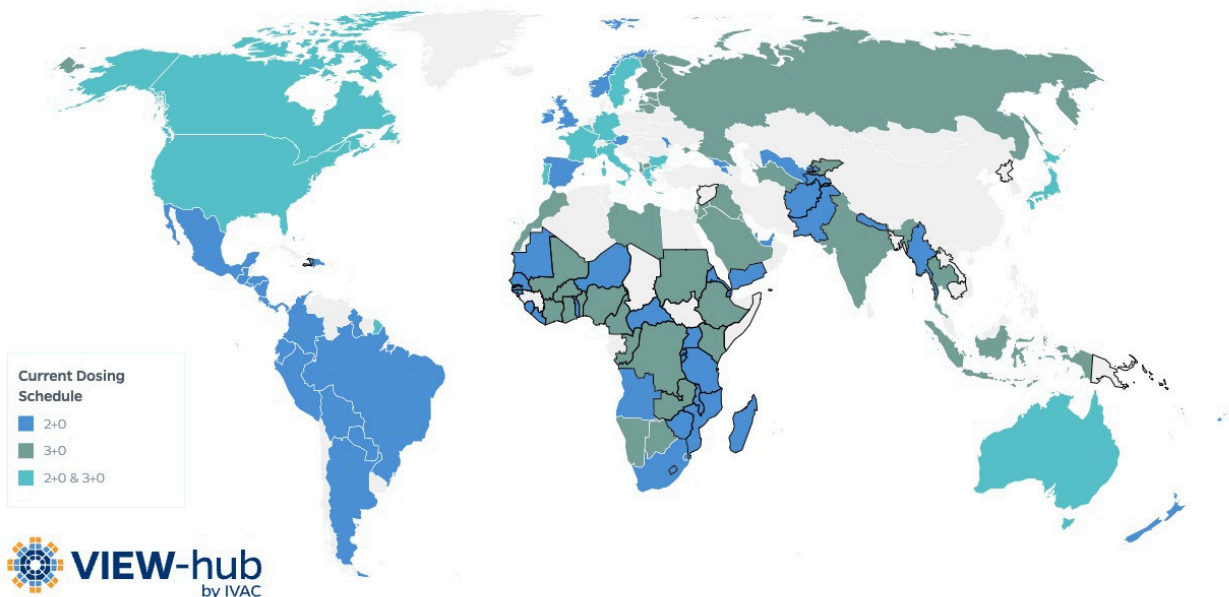 Current Dosing
Schedule
2+0
3+0
2+0 & 3+0
VIEW-hub
by IVAC